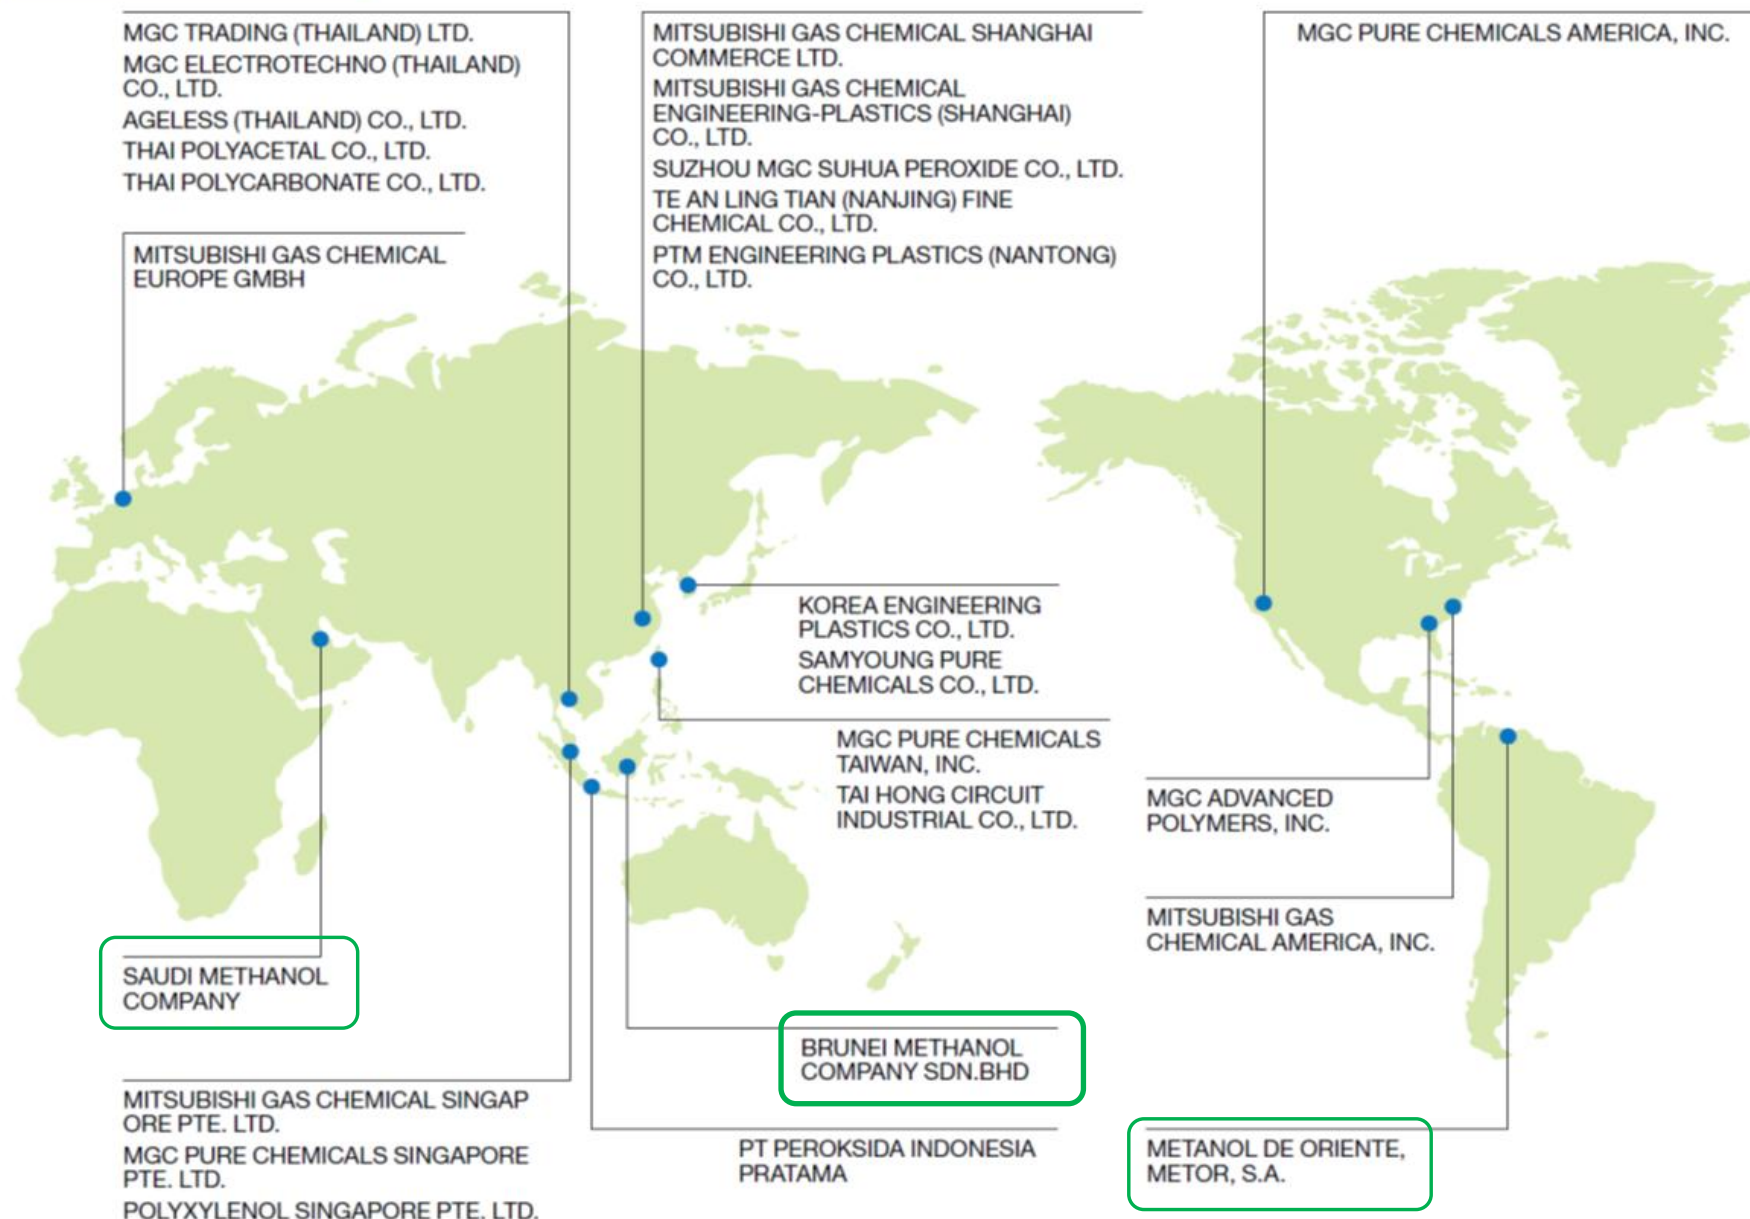 MGC TRADING (THAILAND) LTD.
MGC ELECTROTECHNO (THAILAND)
CO., LTD.
AGELESS (THAILAND) CO., LTD.
THAI POLYACETAL CO., LTD.
THAI POLYCARBONATE CO., LTD.
MITSUBISHI GAS CHEMICAL
EUROPE GMBH
MITSUBISHI GAS CHEMICAL SHANGHAI
COMMERCE LTD.
MITSUBISHI GAS CHEMICAL
ENGINEERING-PLASTICS (SHANGHAI)
CO., LTD.
SUZHOU MGC SUHUA PEROXIDE CO., LTD.
TE AN LING TIAN (NANJING) FINE
CHEMICAL CO., LTD.
PTM ENGINEERING PLASTICS (NANTONG)
CO., LTD.
MGC PURE CHEMICALS AMERICA, INC.
KOREA ENGINEERING
PLASTICS CO., LTD.
SAMYOUNG PURE
CHEMICALS CO., LTD.
MGC PURE CHEMICALS
TAIWAN, INC.
TAI HONG CIRCUIT
INDUSTRIAL CO., LTD.
MGC ADVANCED
POLYMERS, INC.
MITSUBISHI GAS
CHEMICAL AMERICA, INC.
SAUDI METHANOL
COMPANY
BRUNEI METHANOL
COMPANY SDN.BHD
MITSUBISHI GAS CHEMICAL SINGAP
ORE PTE. LTD.
MGC PURE CHEMICALS SINGAPORE
PTE. LTD.
POLYXYLENOL SINGAPORE PTE. LTD.
PT PEROKSIDA INDONESIA
PRATAMA
METANOL DE ORIENTE,
METOR, S.A.